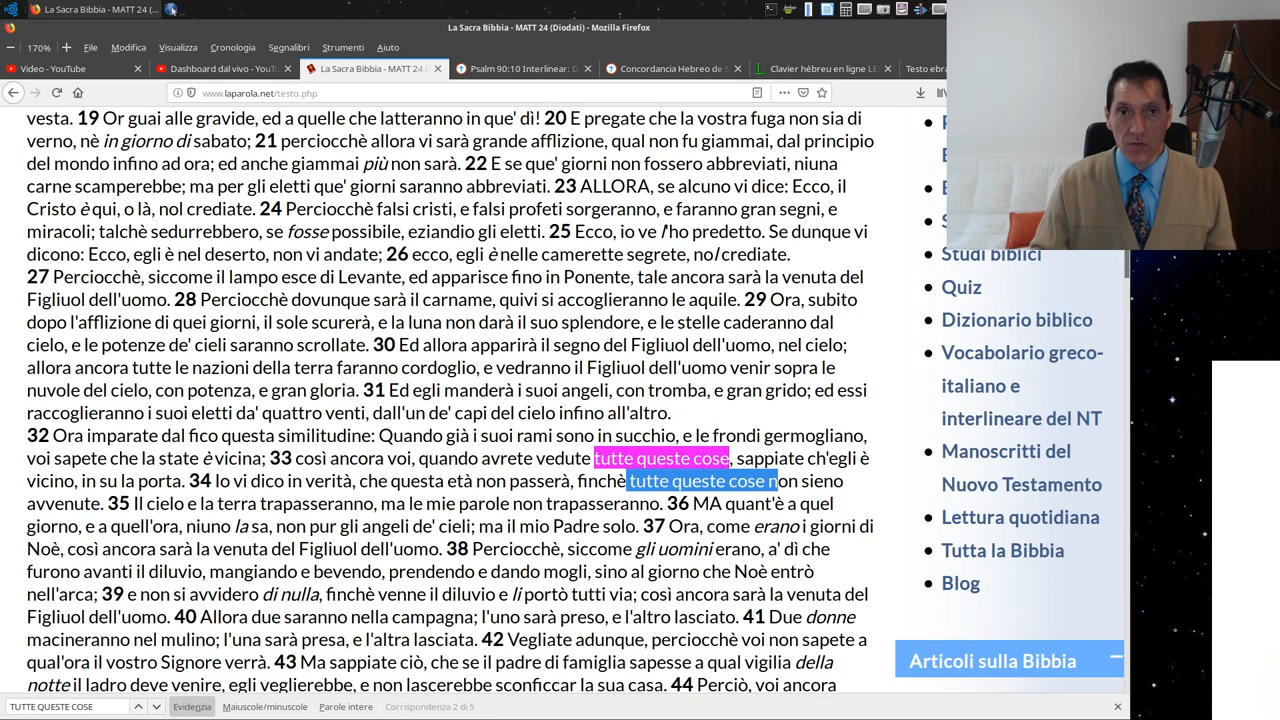 La Sacra Bibbia - MATT 24 (Diodati) - Mozilla Firefox
La Sacra Bibbia - MATT 24 (...
170%
File
Modifica
Visualizza
Cronologia
Segnalibri
Strumenti
Aiuto
Video - YouTube
Dashboard dal vivo - YouTu
La Sacra Bibbia - MATT 24 (
Psalm 90:10 Interlinear: D
Concordancia Hebreo de S
Clavier hébreu en ligne LE
Testo ebra
www.laparola.net/testo.php
vesta. 19 Or guai alle gravide, ed a quelle che latteranno in que' dì! 20 E pregate che la vostra fuga non sia di
verno, nè in giorno di sabato; 21 perciocchè allora vi sarà grande afflizione, qual non fu giammai, dal principio
del mondo infino ad ora; ed anche giammai più non sarà. 22 E se que' giorni non fossero abbreviati, niuna
carne scamperebbe; ma per gli eletti que' giorni saranno abbreviati. 23 ALLORA, se alcuno vi dice: Ecco, il
Cristo è qui, o là, nol crediate. 24 Perciocchè falsi cristi, e falsi profeti sorgeranno, e faranno gran segni, e
miracoli; talchè sedurrebbero, se fosse possibile, eziandio gli eletti. 25 Ecco, io ve l'ho predetto. Se dunque vi
dicono: Ecco, egli è nel deserto, non vi andate; 26 ecco, egli è nelle camerette segrete, nol crediate.
27 Perciocchè, siccome il lampo esce di Levante, ed apparisce fino in Ponente, tale ancora sarà la venuta del
Figliuol dell'uomo. 28 Perciocchè dovunque sarà il carname, quivi si accoglieranno le aquile. 29 Ora, subito
dopo l'afflizione di quei giorni, il sole scurerà, e la luna non darà il suo splendore, e le stelle caderanno dal
cielo, e le potenze de' cieli saranno scrollate. 30 Ed allora apparirà il segno del Figliuol dell'uomo, nel cielo;
allora ancora tutte le nazioni della terra faranno cordoglio, e vedranno il Figliuol dell'uomo venir sopra le
nuvole del cielo, con potenza, e gran gloria. 31 Ed egli manderà i suoi angeli, con tromba, e gran grido; ed essi
raccoglieranno i suoi eletti da' quattro venti, dall'un de' capi del cielo infino all'altro.
32 Ora imparate dal fico questa similitudine: Quando già i suoi rami sono in succhio, e le frondi germogliano,
voi sapete che la state è vicina; 33 così ancora voi, quando avrete vedute tutte queste cose, sappiate ch'egli è
vicino, in su la porta. 34 Io vi dico in verità, che questa età non passerà, finchè tutte queste cose non sieno
avvenute. 35 Il cielo e la terra trapasseranno, ma le mie parole non trapasseranno. 36 MA quant'è a quel
giorno, e a quell'ora, niuno la sa, non pur gli angeli de' cieli; ma il mio Padre solo. 37 Ora, come erano i giorni di
Noè, così ancora sarà la venuta del Figliuol dell'uomo. 38 Perciocchè, siccome gli uomini erano, a' dì che
furono avanti il diluvio, mangiando e bevendo, prendendo e dando mogli, sino al giorno che Noè entrò
nell'arca; 39 e non si avvidero di nulla, finchè venne il diluvio e li portò tutti via; così ancora sarà la venuta del
Figliuol dell'uomo. 40 Allora due saranno nella campagna; l'uno sarà preso, e l'altro lasciato. 41 Due donne
macineranno nel mulino; l'una sarà presa, e l'altra lasciata. 42 Vegliate adunque, perciocchè voi non sapete a
qual'ora il vostro Signore verrà. 43 Ma sappiate ciò, che se il padre di famiglia sapesse a qual vigilia della
notte il ladro deve venire, egli veglierebbe, e non lascerebbe sconficcar la sua casa. 44 Perciò, voi ancora
Studi biblici
Quiz
Dizionario biblico
Vocabolario greco-
italiano e
interlineare del NT
Manoscritti del
Nuovo Testamento
Lettura quotidiana
Tutta la Bibbia
Blog
Articoli sulla Bibbia
TUTTE QUESTE COSE
Evidenzia
Maiuscole/minuscole
Parole intere
Corrispondenza 2 di 5